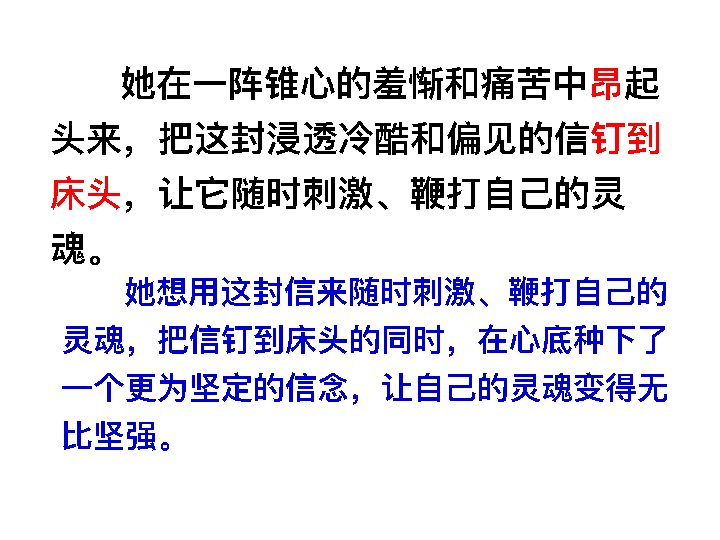 她在一阵锥心的羞惭和痛苦中昂起
头来，把这封浸透冷酷和偏见的信钉到
床头，让它随时刺激、鞭打自己的灵
魂。
她想用这封信来随时刺激、鞭打自己的
灵魂，把信钉到床头的同时，在心底种下了
一个更为坚定的信念，让自己的灵魂变得无
比坚强。